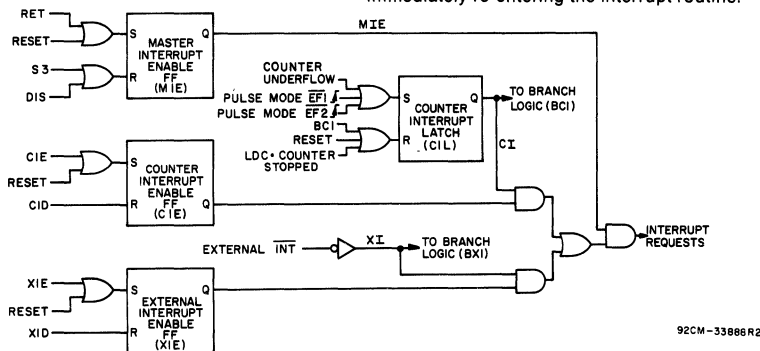 immediately re-entering the interrupt routine.
RET
RESET
S3
DIS
S
R
Q
MASTER
INTERRUPT
ENABLE
FF
(MIE)
MIE
COUNTER
UNDERFLOW
PULSE MODE EF1
PULSE MODE EF2
BCI
RESET
LDC • COUNTER
STOPPED
S
R
Q
COUNTER
INTERRUPT
LATCH
(CIL)
TO BRANCH
LOGIC (BCI)
CI
CIE
RESET
CID
S
R
Q
COUNTER
INTERRUPT
ENABLE
FF
(CIE)
EXTERNAL INT
XI
TO BRANCH
LOGIC (BXI)
INTERRUPT
REQUESTS
XIE
RESET
XID
S
R
Q
EXTERNAL
INTERRUPT
ENABLE
FF
(XIE)
92CM-33888R2